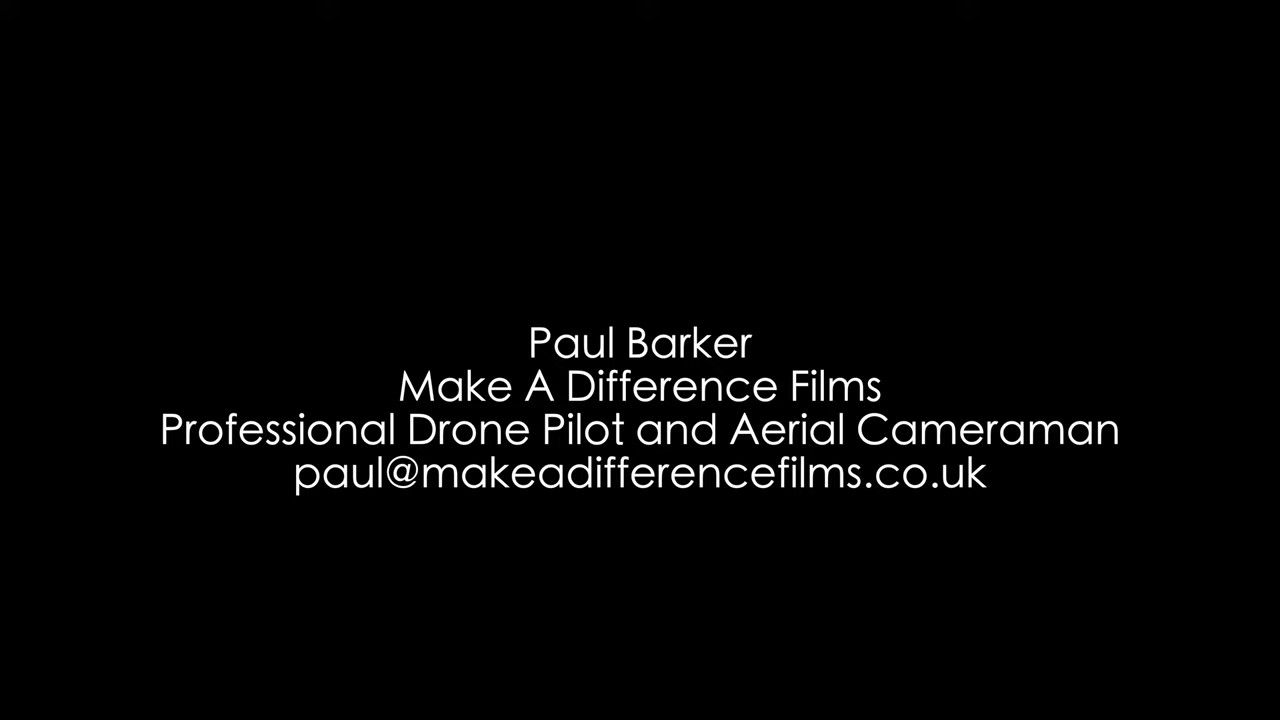 Paul Barker
Make A Difference Films
Professional Drone Pilot and Aerial Cameraman
paul@makeadifferencefilms.co.uk